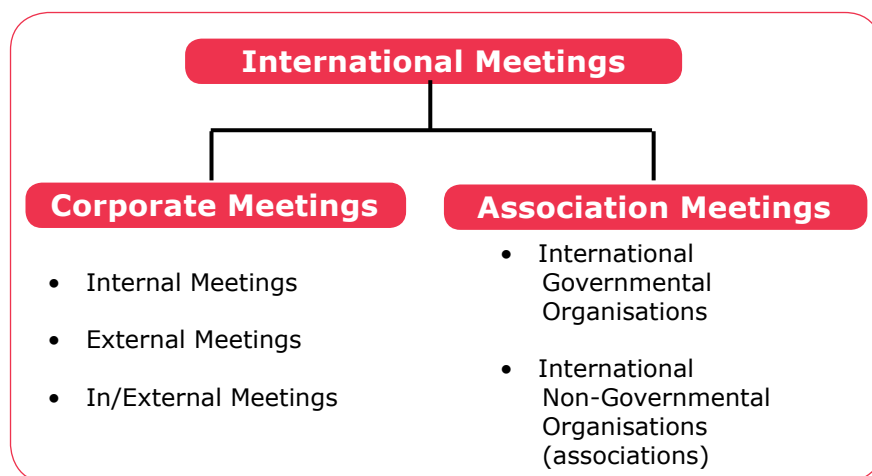 International Meetings
Corporate Meetings
• Internal Meetings
• External Meetings
• In/External Meetings
Association Meetings
• International
Governmental
Organisations
• International
Non-Governmental
Organisations
(associations)